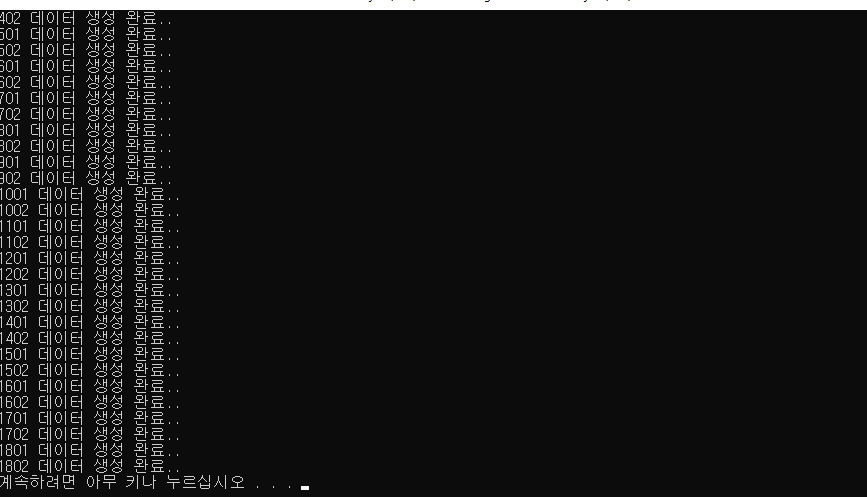 402 데이터 생성 완료..
501 데이터 생성 완료..
502 데이터 생성 완료..
601 데이터 생성 완료..
602 데이터 생성 완료..
701 데이터 생성 완료..
702 데이터 생성 완료..
801 데이터 생성 완료..
802 데이터 생성 완료..
901 데이터 생성 완료..
902 데이터 생성 완료..
1001 데이터 생성 완료..
1002 데이터 생성 완료..
1101 데이터 생성 완료..
1102 데이터 생성 완료..
1201 데이터 생성 완료..
1202 데이터 생성 완료..
1301 데이터 생성 완료..
1302 데이터 생성 완료..
1401 데이터 생성 완료..
1402 데이터 생성 완료..
1501 데이터 생성 완료..
1502 데이터 생성 완료..
1601 데이터 생성 완료..
1602 데이터 생성 완료..
1701 데이터 생성 완료..
1702 데이터 생성 완료..
1801 데이터 생성 완료..
1802 데이터 생성 완료..
계속하려면 아무 키나 누르십시오 . . .